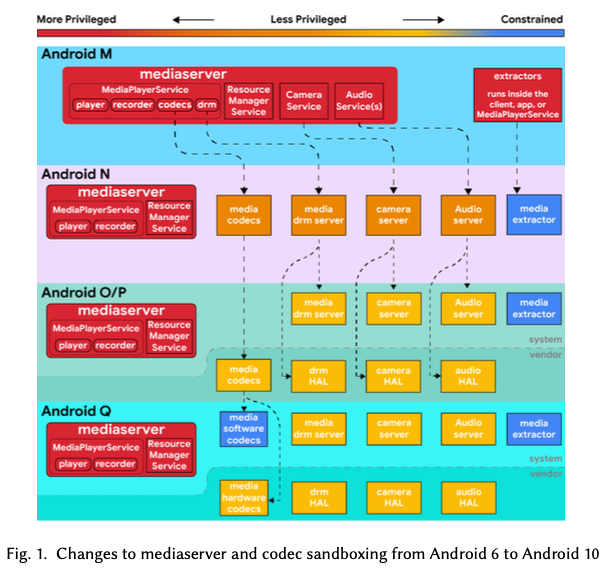 More Privileged
Less Privileged
Constrained
Android M
mediaserver
MediaPlayerService
player
recorder
codecs
drm
Resource
Manager
Service
Camera
Service
Audio
Service(s)
extractors
runs inside the
client, app, or
MediaPlayerService
Android N
mediaserver
MediaPlayerService
player
recorder
Resource
Manager
Service
media
codecs
media
drm server
camera
server
Audio
server
media
extractor
Android O/P
mediaserver
MediaPlayerService
player
recorder
Resource
Manager
Service
media
drm server
camera
server
Audio
server
media
extractor
system
vendor
media
codecs
drm
HAL
camera
HAL
audio
HAL
Android Q
mediaserver
MediaPlayerService
player
recorder
Resource
Manager
Service
media
software
codecs
media
drm server
camera
server
Audio
server
media
extractor
system
vendor
media
hardware
codecs
drm
HAL
camera
HAL
audio
HAL
Fig. 1. Changes to mediaserver and codec sandboxing from Android 6 to Android 10